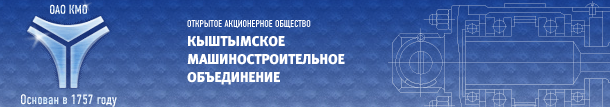 ОАО КМО
Основан в 1757 году
ОТКРЫТОЕ АКЦИОНЕРНОЕ ОБЩЕСТВО
КЫШТЫМСКОЕ
МАШИНОСТРОИТЕЛЬНОЕ
ОБЪЕДИНЕНИЕ